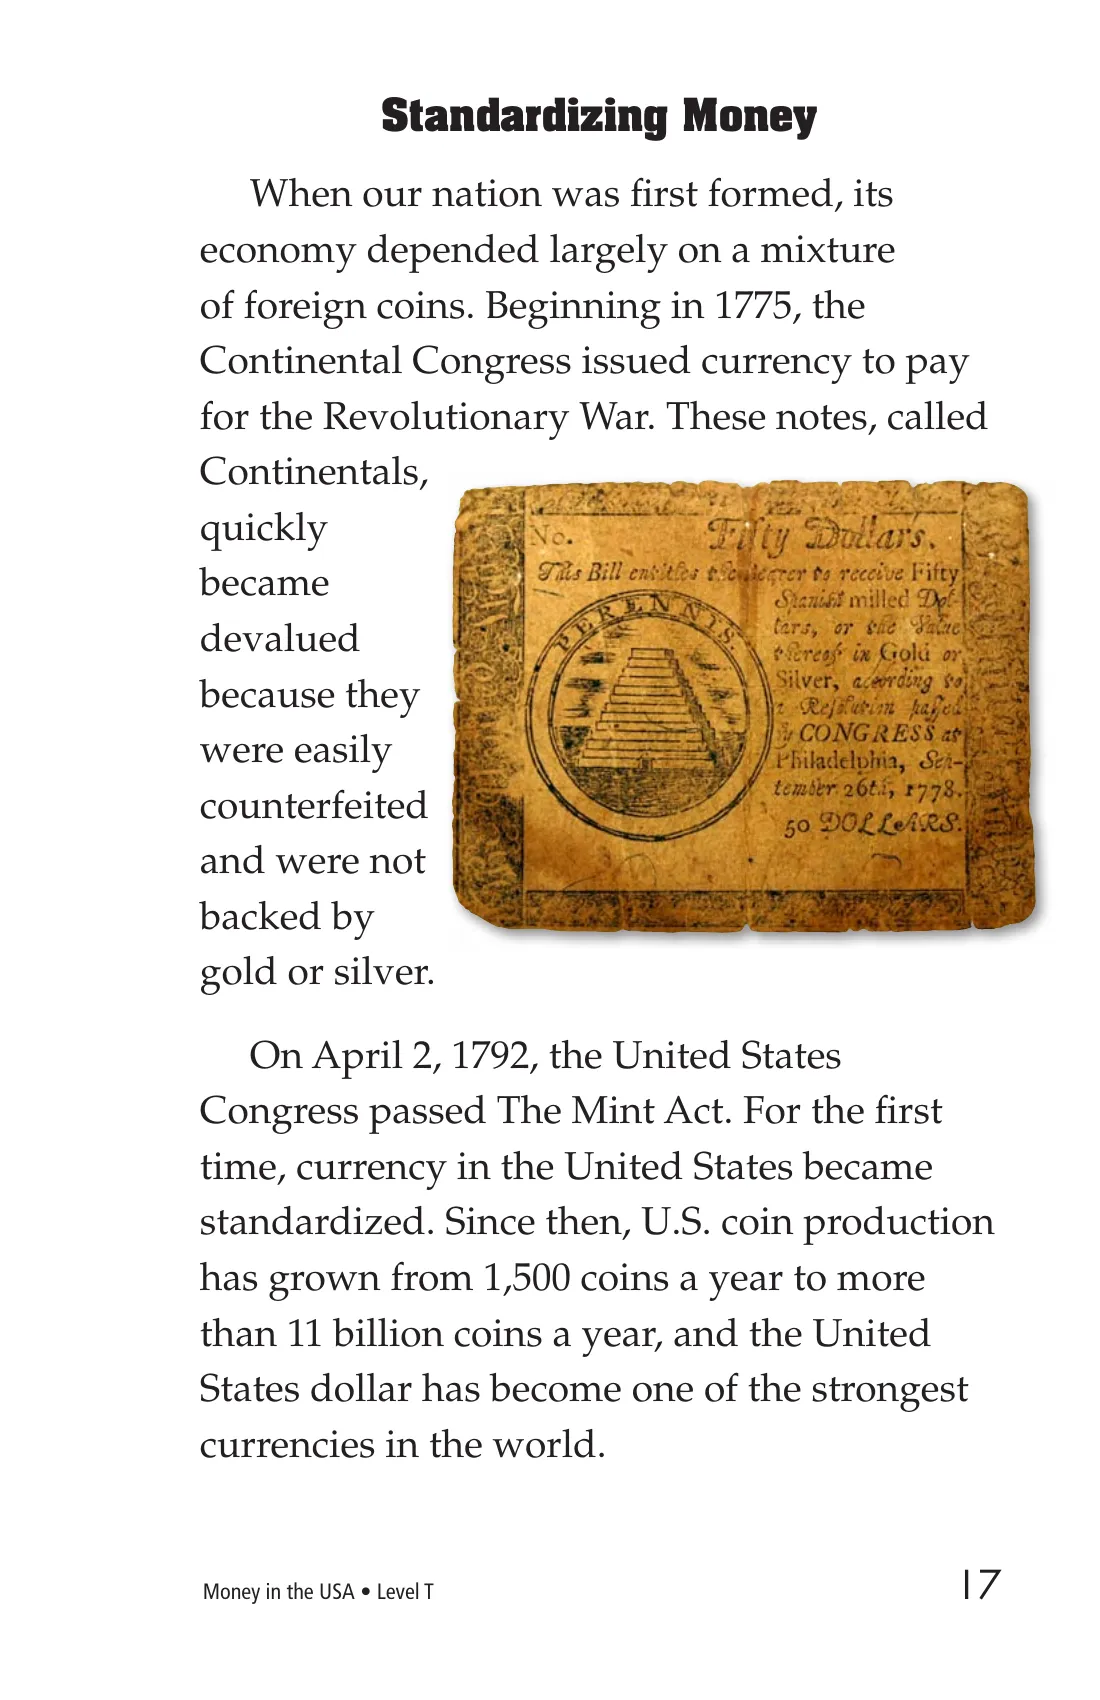 Standardizing Money
When our nation was first formed, its
economy depended largely on a mixture
of foreign coins. Beginning in 1775, the
Continental Congress issued currency to pay
for the Revolutionary War. These notes, called
Continentals,
quickly
became
devalued
because they
were easily
counterfeited
and were not
backed by
gold or silver.
No. Fifty Dollars.
This Bill entitles the Bearer to receive Fifty
Spanish milled Dol-
lars, or the Value
thereof in Gold or
Silver, according to
a Resolution passed
by CONGRESS at
Philadelphia, Sep-
tember 26th, 1778.
50 DOLLARS.
PERENNIS.
On April 2, 1792, the United States
Congress passed The Mint Act. For the first
time, currency in the United States became
standardized. Since then, U.S. coin production
has grown from 1,500 coins a year to more
than 11 billion coins a year, and the United
States dollar has become one of the strongest
currencies in the world.
Money in the USA • Level T 17